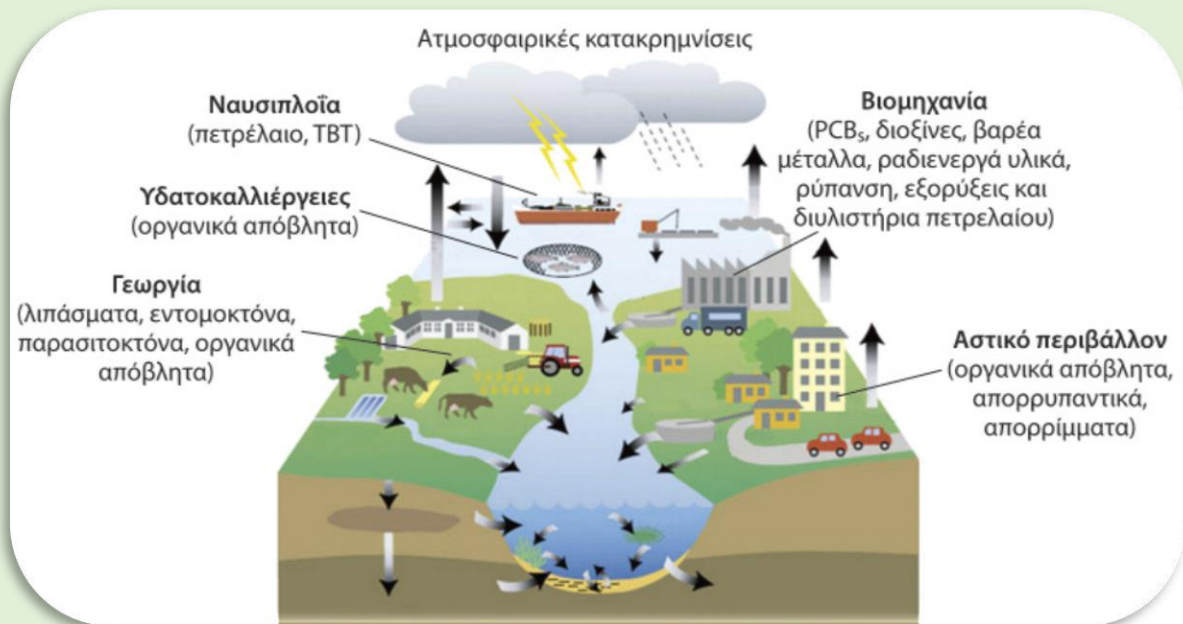 Ατμοσφαιρικές κατακρημνίσεις
Ναυσιπλοΐα
(πετρέλαιο, ΤΒΤ)
Υδατοκαλλιέργειες
(οργανικά απόβλητα)
Γεωργία
(λιπάσματα, εντομοκτόνα,
παρασιτοκτόνα, οργανικά
απόβλητα)
Βιομηχανία
(PCBs, διοξίνες, βαρέα
μέταλλα, ραδιενεργά υλικά,
ρύπανση, εξορύξεις και
διυλιστήρια πετρελαίου)
Αστικό περιβάλλον
(οργανικά απόβλητα,
απορρυπαντικά,
απορρίμματα)